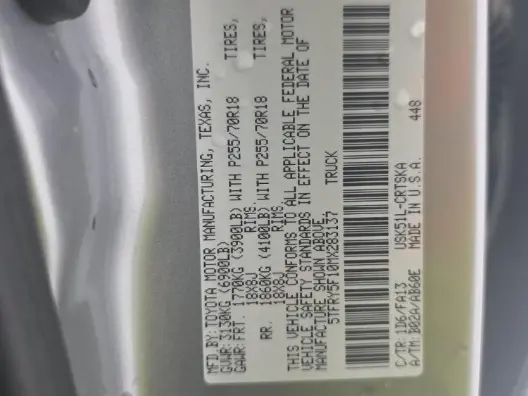 MFD.BY:TOYOTA MOTOR MANUFACTURING, TEXAS, INC.
GVWR:3130KG(6900LB)
GAWR:FRT. 1770KG(3900LB) WITH P255/70R18 TIRES,
18X8J RIMS,
RR. 1860KG(4100LB) WITH P255/70R18 TIRES,
18X8J RIMS.
THIS VEHICLE CONFORMS TO ALL APPLICABLE FEDERAL MOTOR
VEHICLE SAFETY STANDARDS IN EFFECT ON THE DATE OF
MANUFACTURE SHOWN ABOVE.
5TFRY5F10MX283137 TRUCK
C/TR: 1D6/FA13 USK51L-CRTSKA
A/TM: B02A/AB60E MADE IN U.S.A. 448